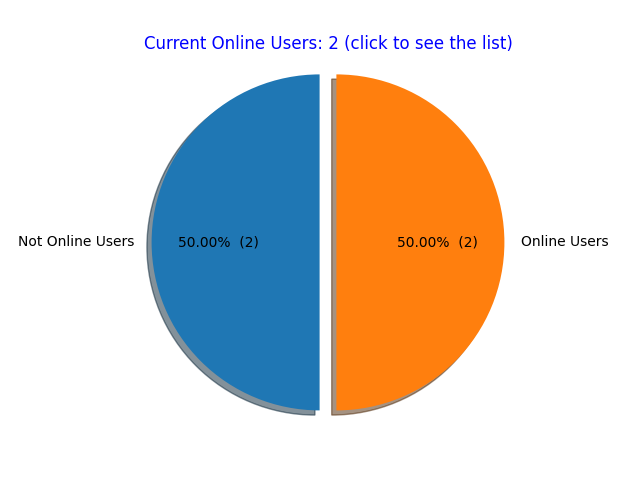 Current Online Users: 2 (click to see the list)
Not Online Users
50.00%  (2)
50.00%  (2)
Online Users